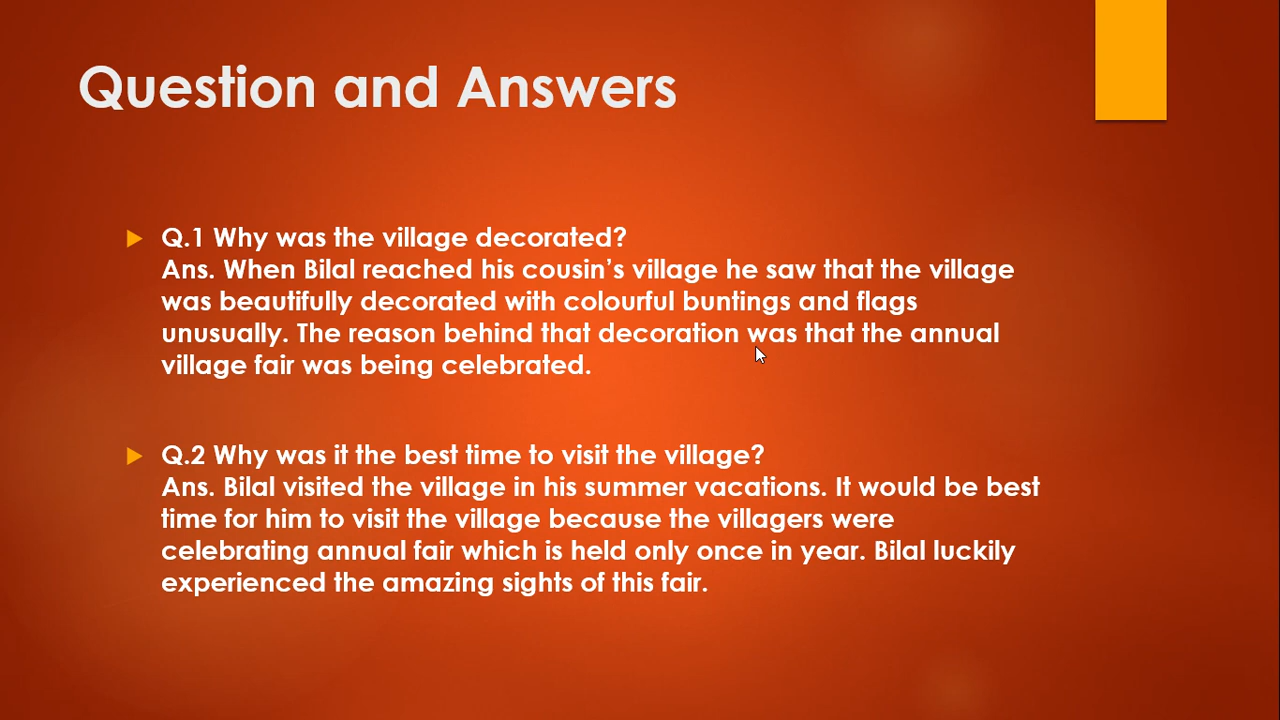 Question and Answers
Q.1 Why was the village decorated?
Ans. When Bilal reached his cousin’s village he saw that the village
was beautifully decorated with colourful buntings and flags
unusually. The reason behind that decoration was that the annual
village fair was being celebrated.
Q.2 Why was it the best time to visit the village?
Ans. Bilal visited the village in his summer vacations. It would be best
time for him to visit the village because the villagers were
celebrating annual fair which is held only once in year. Bilal luckily
experienced the amazing sights of this fair.